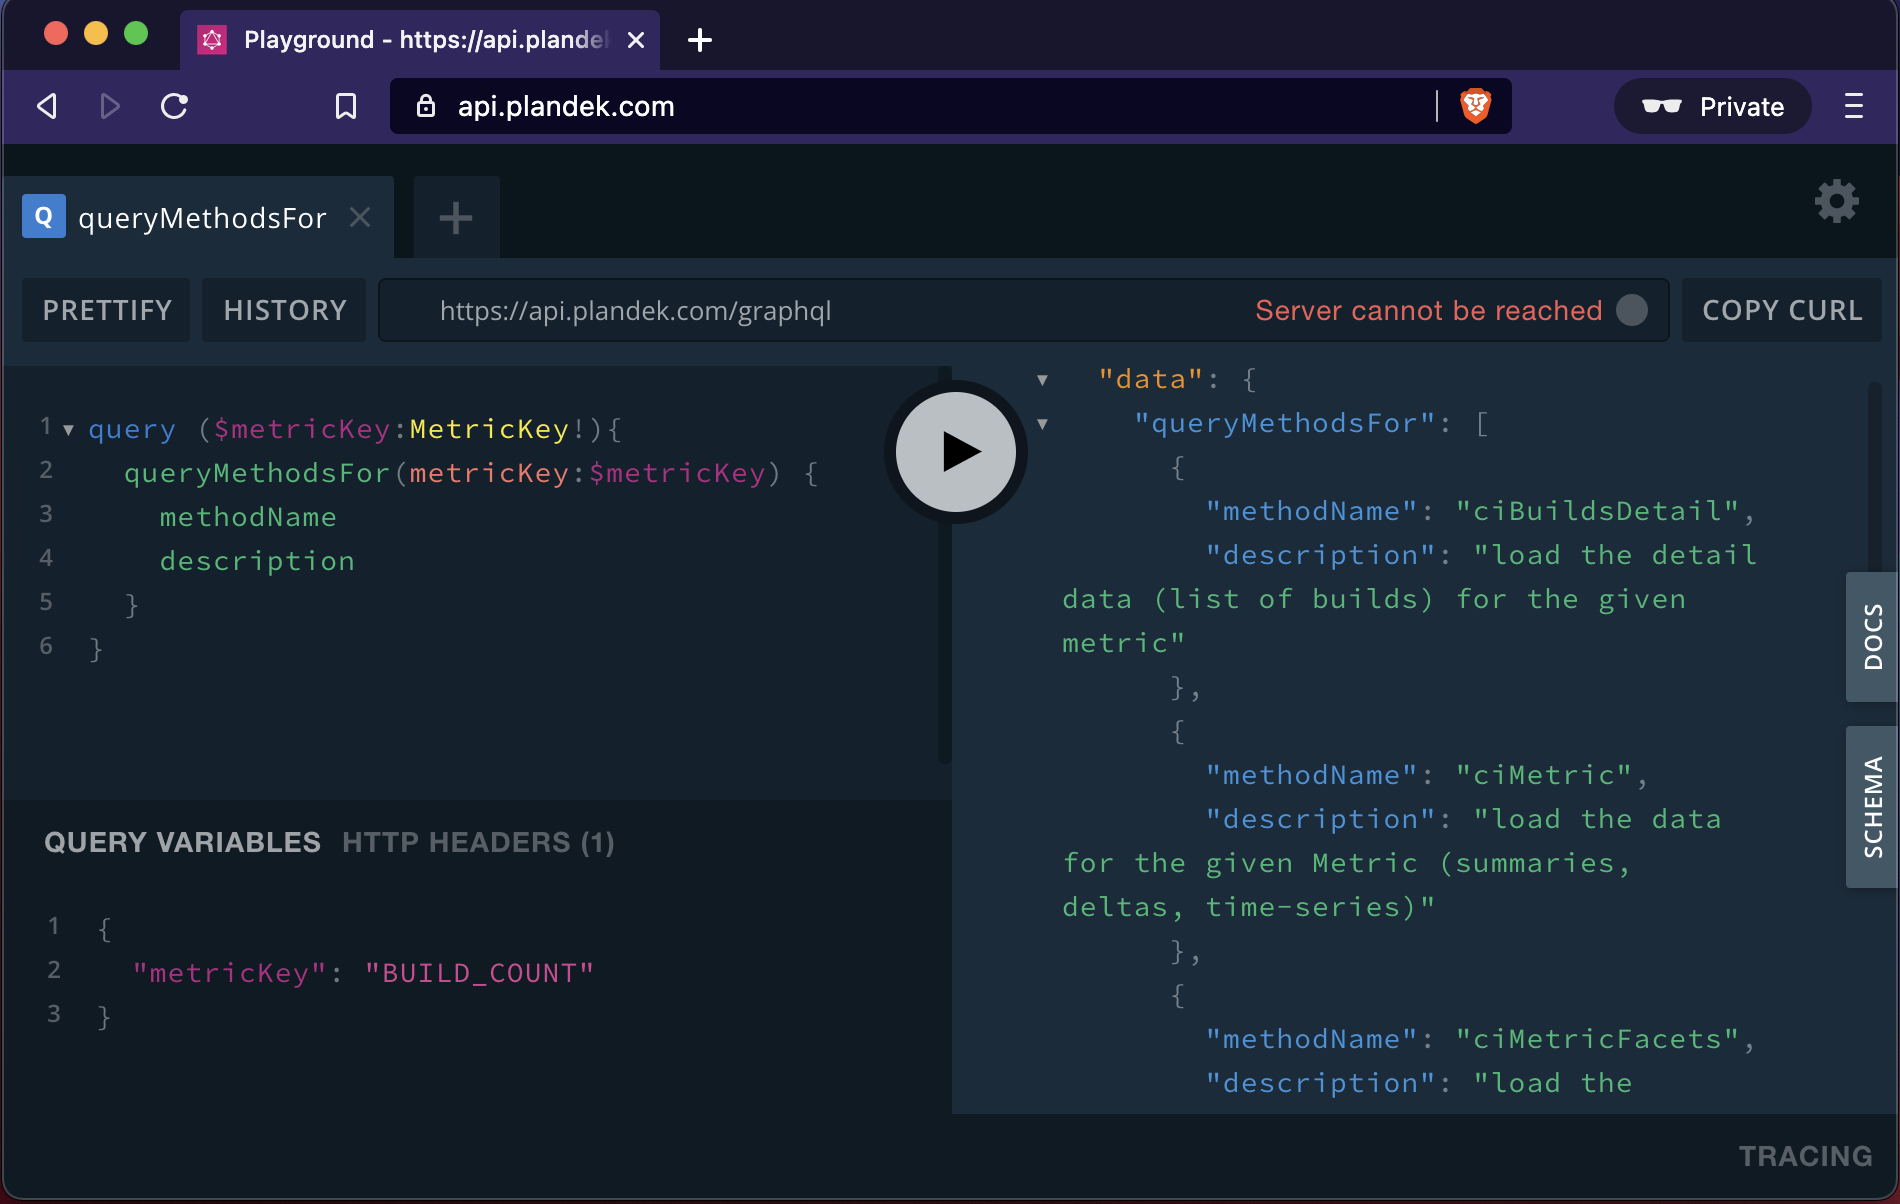 Playground - https://api.plandek
api.plandek.com
Private
Q queryMethodsFor
PRETTIFY
HISTORY
https://api.plandek.com/graphql
Server cannot be reached
COPY CURL
1 query ($metricKey:MetricKey!){
2 queryMethodsFor(metricKey:$metricKey) {
3 methodName
4 description
5 }
6 }
QUERY VARIABLES HTTP HEADERS (1)
1 {
2 "metricKey": "BUILD_COUNT"
3 }
"data": {
"queryMethodsFor": [
{
"methodName": "ciBuildsDetail",
"description": "load the detail
data (list of builds) for the given
metric"
},
{
"methodName": "ciMetric",
"description": "load the data
for the given Metric (summaries,
deltas, time-series)"
},
{
"methodName": "ciMetricFacets",
"description": "load the
DOCS
SCHEMA
TRACING